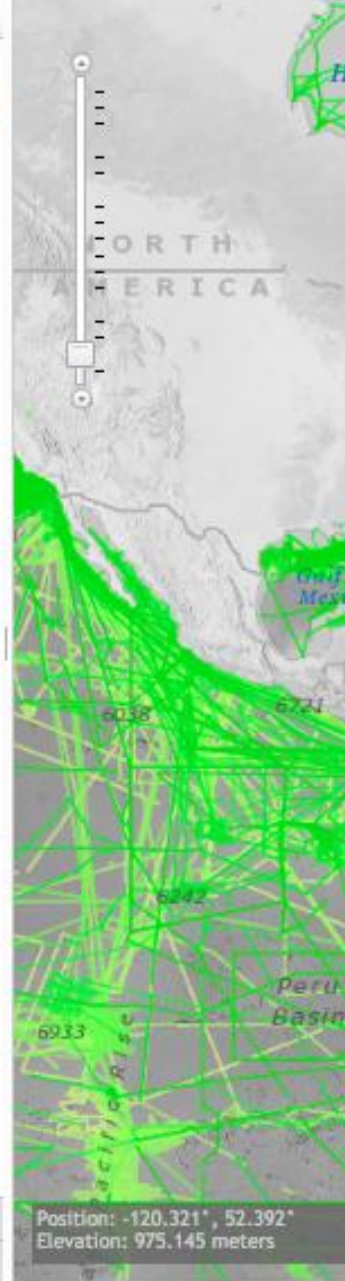 H
NORTH
AMERICA
Gulf
Mex
6038
6721
6242
Peru
Basin
6933
Pacific Rise
Position: -120.321°, 52.392°
Elevation: 975.145 meters